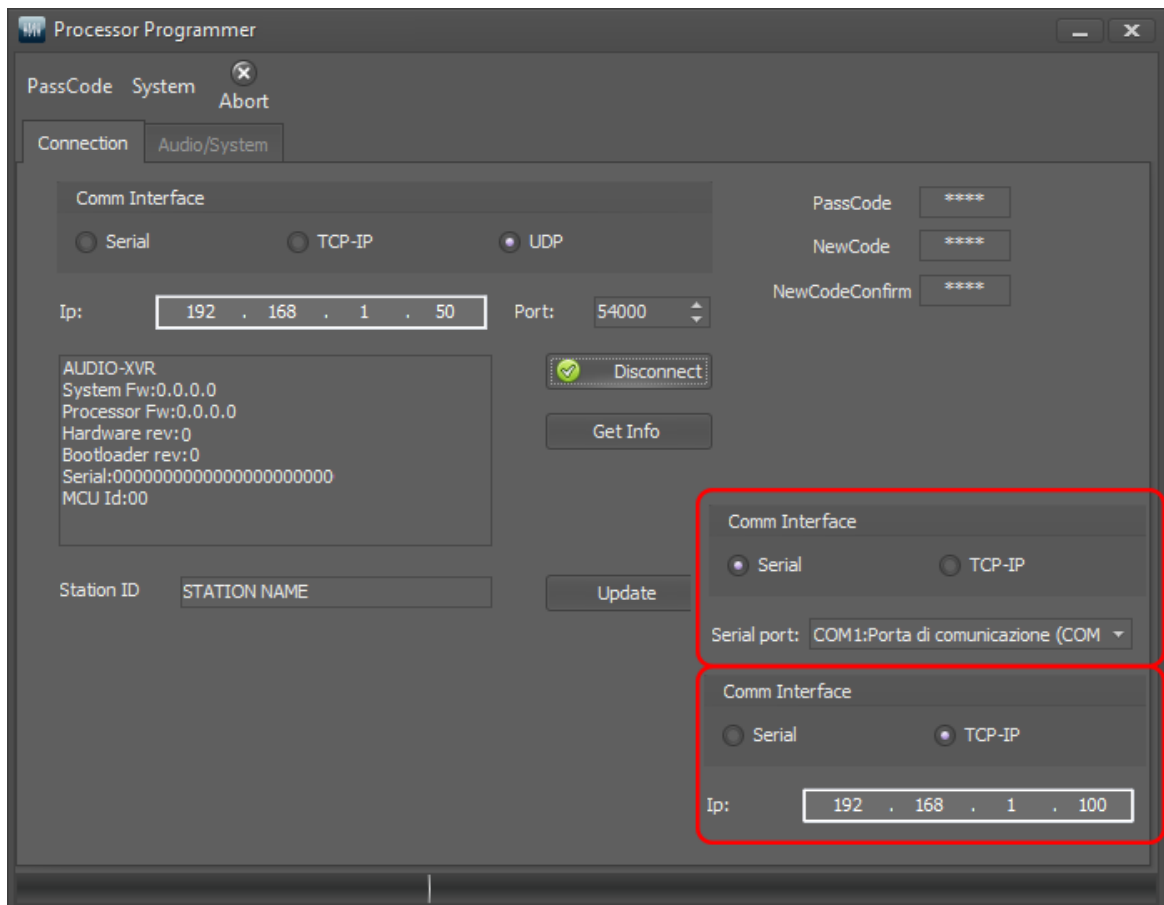 Processor Programmer
PassCode System Abort
Connection Audio/System
Comm Interface
Serial TCP-IP UDP
Ip: 192 . 168 . 1 . 50 Port: 54000
PassCode ****
NewCode ****
NewCodeConfirm ****
AUDIO-XVR
System Fw:0.0.0.0
Processor Fw:0.0.0.0
Hardware rev:0
Bootloader rev:0
Serial:0000000000000000000000
MCU Id:00
Disconnect
Get Info
Station ID STATION NAME
Update
Comm Interface
Serial TCP-IP
Serial port: COM1:Porta di comunicazione (COM
Comm Interface
Serial TCP-IP
Ip: 192 . 168 . 1 . 100